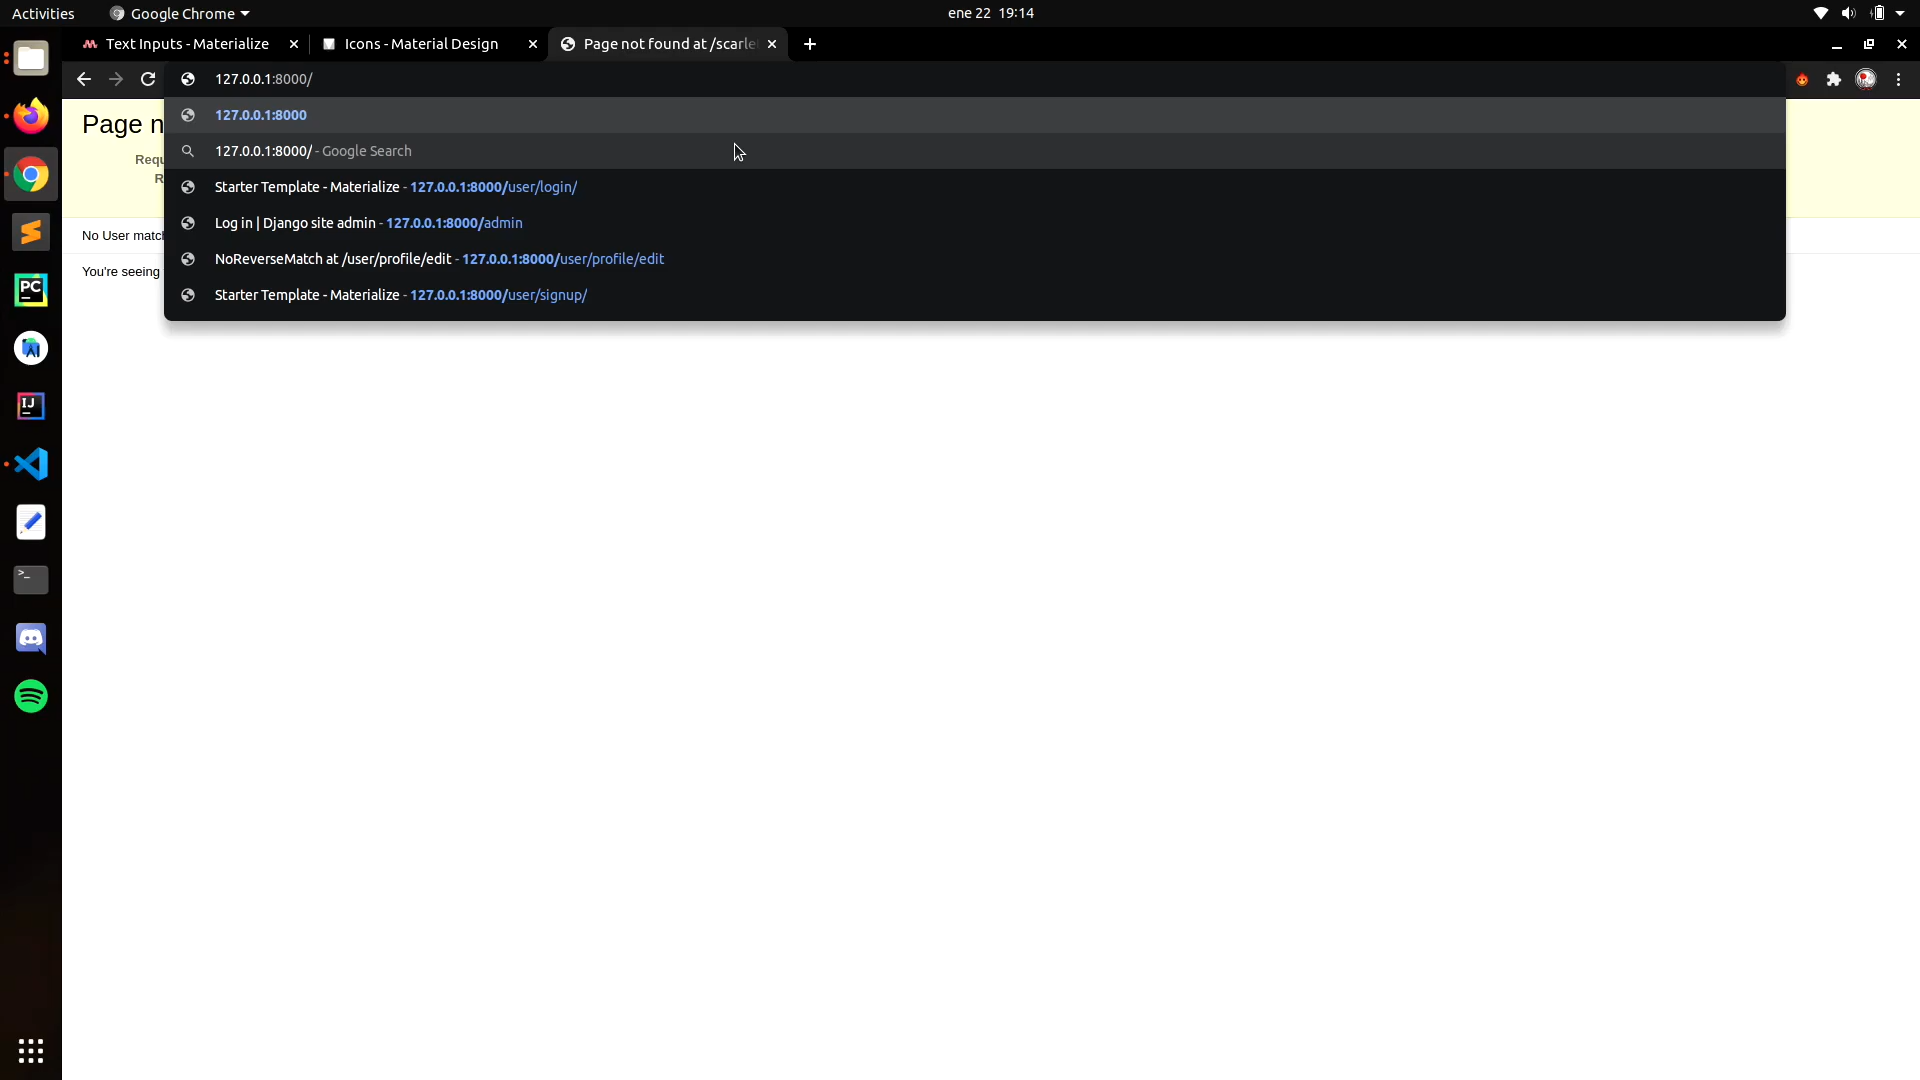 Activities
Google Chrome
ene 22 19:14
Text Inputs - Materialize
Icons - Material Design
Page not found at /scarle
127.0.0.1:8000/
Page n
127.0.0.1:8000
Requ
127.0.0.1:8000/ - Google Search
R
Starter Template - Materialize - 127.0.0.1:8000/user/login/
Log in | Django site admin - 127.0.0.1:8000/admin
No User match
NoReverseMatch at /user/profile/edit - 127.0.0.1:8000/user/profile/edit
You're seeing
Starter Template - Materialize - 127.0.0.1:8000/user/signup/
PC
IJ